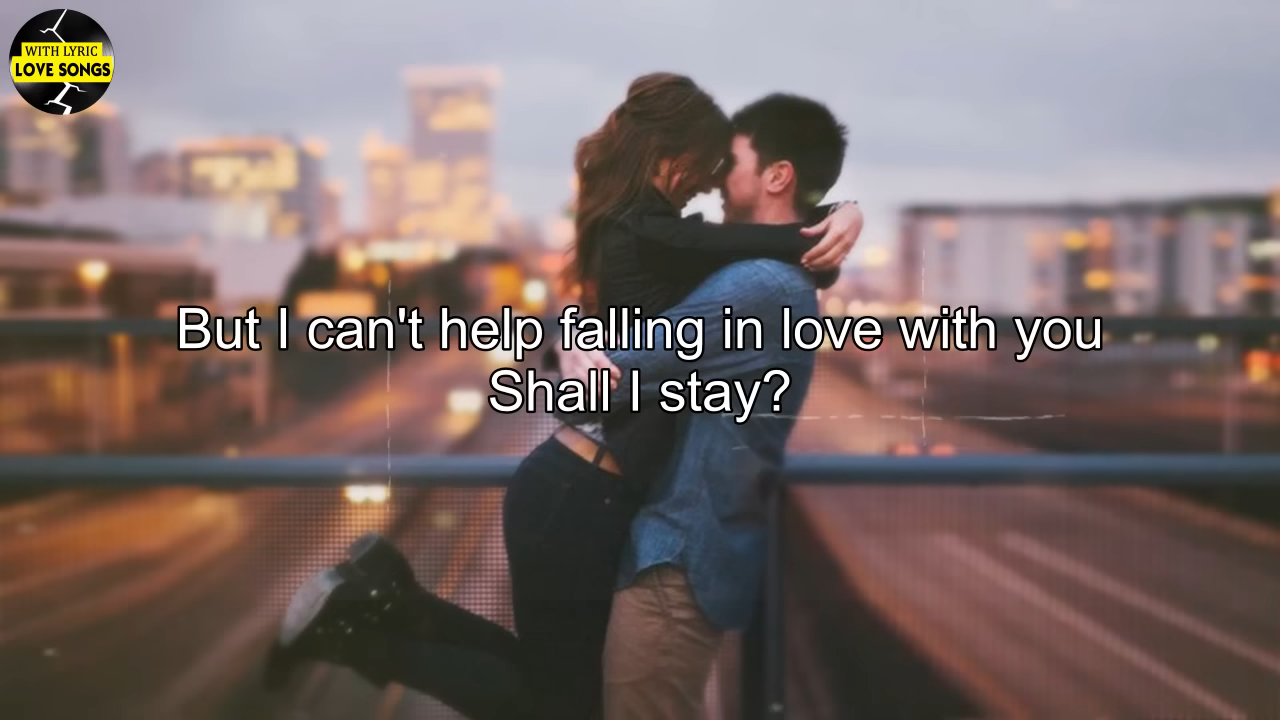 WITH LYRIC
LOVE SONGS
But I can't help falling in love with you
Shall I stay?